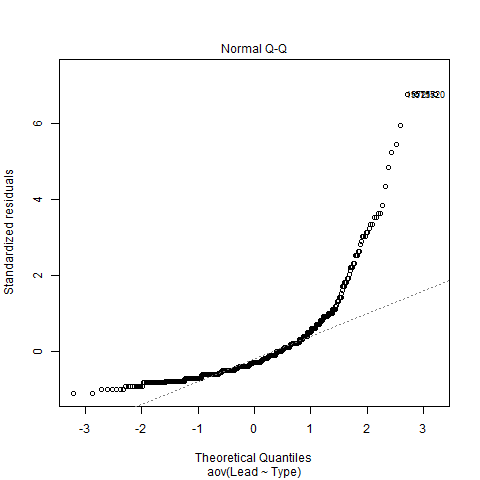 Normal Q-Q
Standardized residuals
6
4
2
0
-3 -2 -1 0 1 2 3
Theoretical Quantiles
aov(Lead ~ Type)